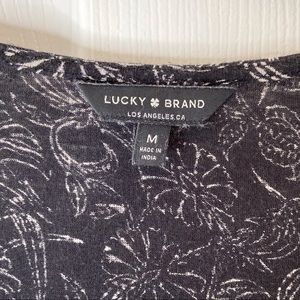 LUCKY BRAND
LOS ANGELES, CA
M
MADE IN
INDIA